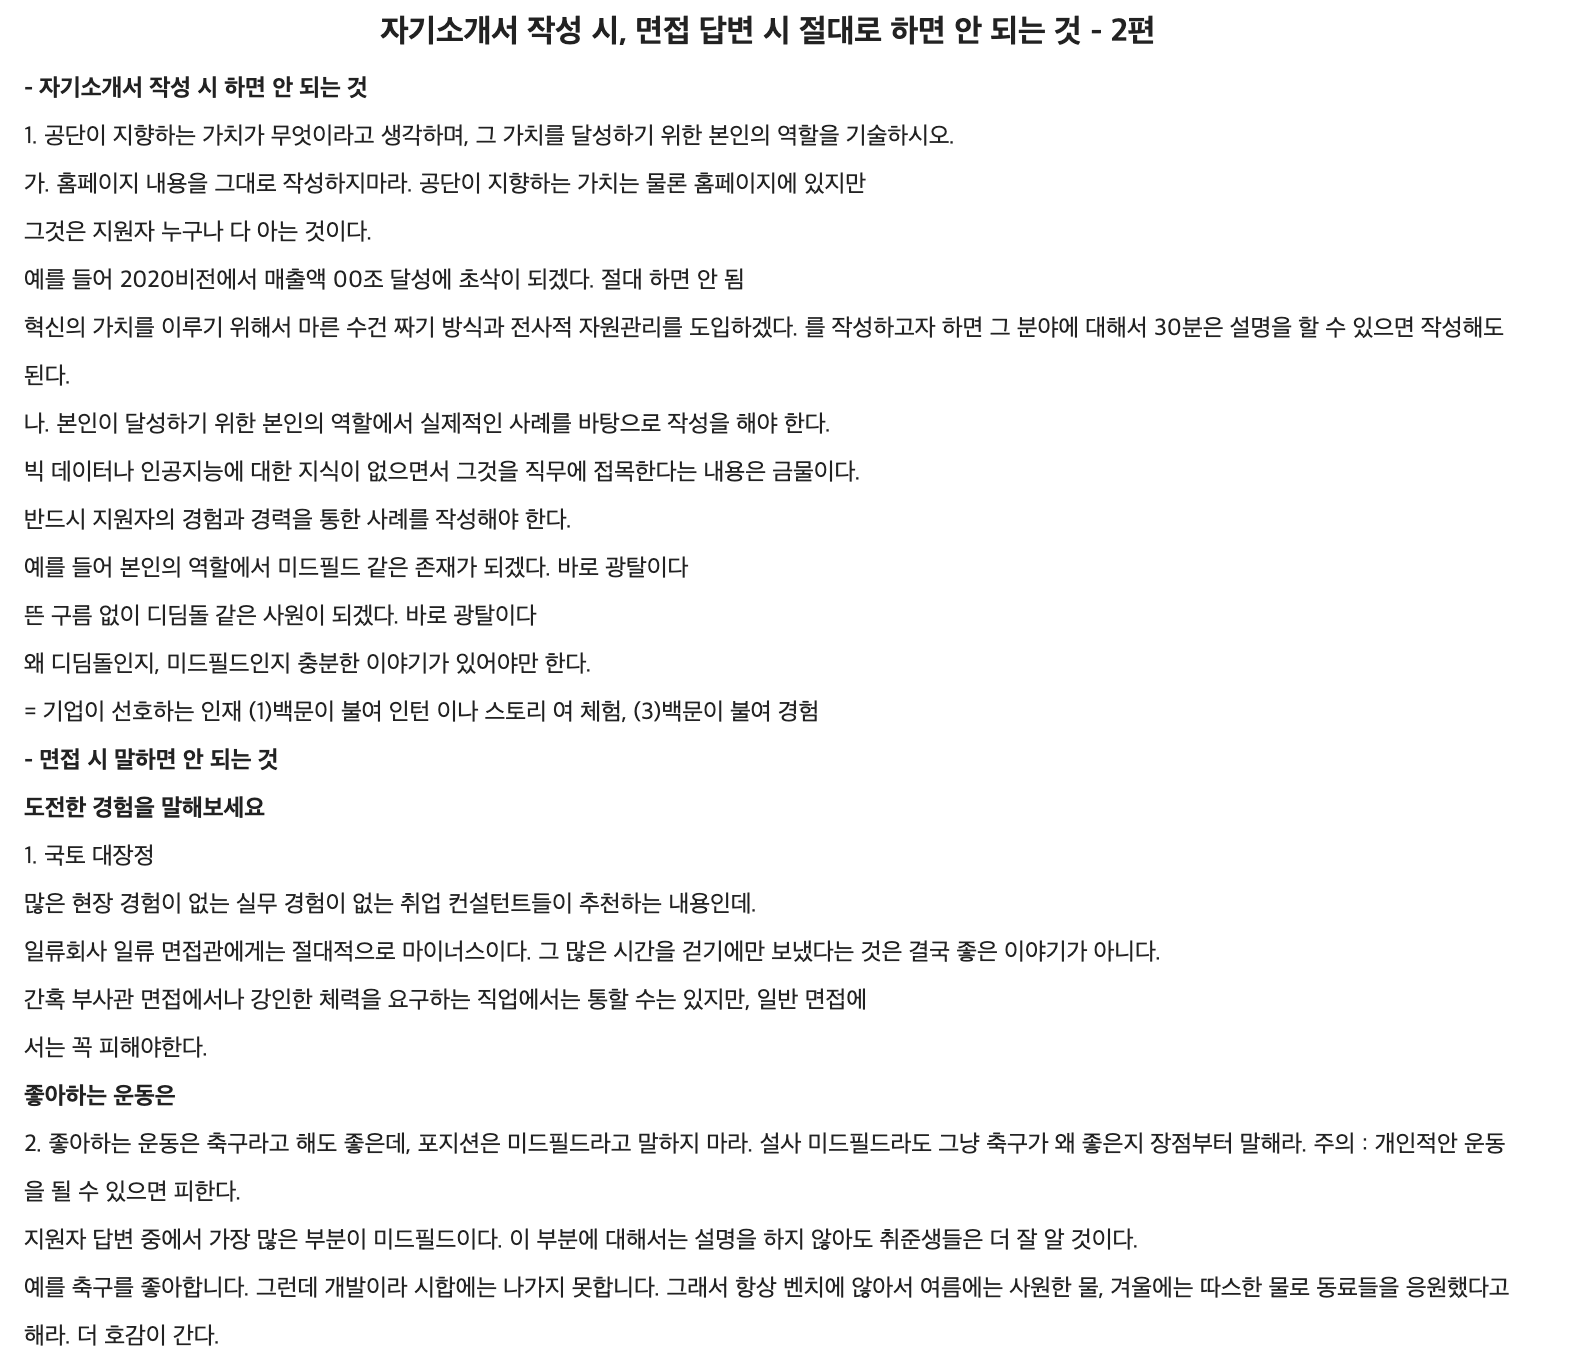 자기소개서 작성 시, 면접 답변 시 절대로 하면 안 되는 것 - 2편
- 자기소개서 작성 시 하면 안 되는 것
1. 공단이 지향하는 가치가 무엇이라고 생각하며, 그 가치를 달성하기 위한 본인의 역할을 기술하시오.
가. 홈페이지 내용을 그대로 작성하지마라. 공단이 지향하는 가치는 물론 홈페이지에 있지만
그것은 지원자 누구나 다 아는 것이다.
예를 들어 2020비전에서 매출액 00조 달성에 초삭이 되겠다. 절대 하면 안 됨
혁신의 가치를 이루기 위해서 마른 수건 짜기 방식과 전사적 자원관리를 도입하겠다. 를 작성하고자 하면 그 분야에 대해서 30분은 설명을 할 수 있으면 작성해도
된다.
나. 본인이 달성하기 위한 본인의 역할에서 실제적인 사례를 바탕으로 작성을 해야 한다.
빅 데이터나 인공지능에 대한 지식이 없으면서 그것을 직무에 접목한다는 내용은 금물이다.
반드시 지원자의 경험과 경력을 통한 사례를 작성해야 한다.
예를 들어 본인의 역할에서 미드필드 같은 존재가 되겠다. 바로 광탈이다
뜬 구름 없이 디딤돌 같은 사원이 되겠다. 바로 광탈이다
왜 디딤돌인지, 미드필드인지 충분한 이야기가 있어야만 한다.
= 기업이 선호하는 인재 (1)백문이 불여 인턴 이나 스토리 여 체험, (3)백문이 불여 경험
- 면접 시 말하면 안 되는 것
도전한 경험을 말해보세요
1. 국토 대장정
많은 현장 경험이 없는 실무 경험이 없는 취업 컨설턴트들이 추천하는 내용인데.
일류회사 일류 면접관에게는 절대적으로 마이너스이다. 그 많은 시간을 걷기에만 보냈다는 것은 결국 좋은 이야기가 아니다.
간혹 부사관 면접에서나 강인한 체력을 요구하는 직업에서는 통할 수는 있지만, 일반 면접에
서는 꼭 피해야한다.
좋아하는 운동은
2. 좋아하는 운동은 축구라고 해도 좋은데, 포지션은 미드필드라고 말하지 마라. 설사 미드필드라도 그냥 축구가 왜 좋은지 장점부터 말해라. 주의 : 개인적안 운동
을 될 수 있으면 피한다.
지원자 답변 중에서 가장 많은 부분이 미드필드이다. 이 부분에 대해서는 설명을 하지 않아도 취준생들은 더 잘 알 것이다.
예를 축구를 좋아합니다. 그런데 개발이라 시합에는 나가지 못합니다. 그래서 항상 벤치에 않아서 여름에는 사원한 물, 겨울에는 따스한 물로 동료들을 응원했다고
해라. 더 호감이 간다.